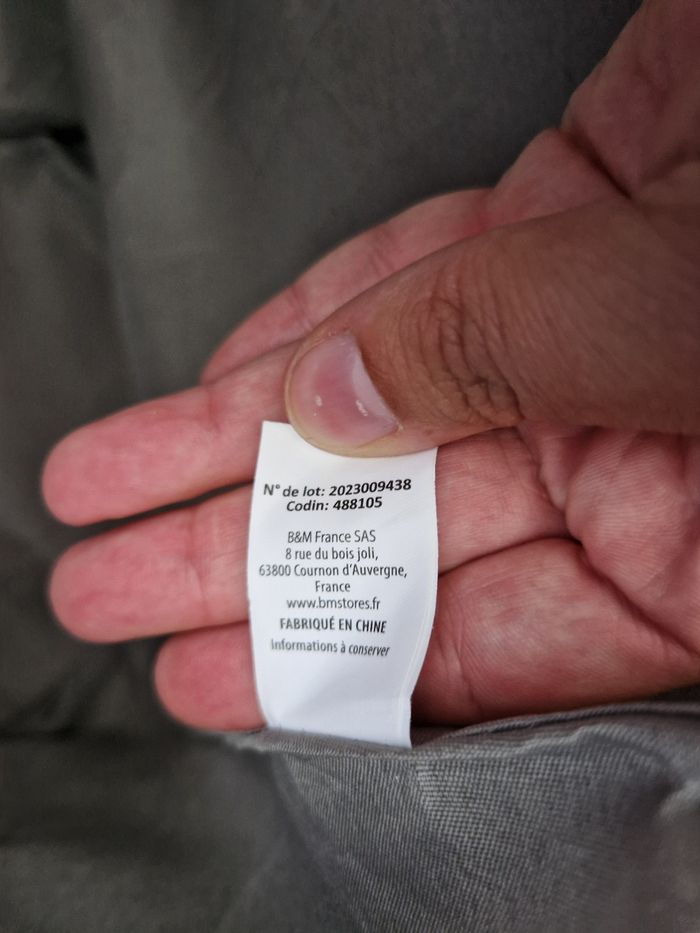 N° de lot: 2023009438
Codin: 488105
B&M France SAS
8 rue du bois joli,
63800 Cournon d'Auvergne,
France
www.bmstores.fr
FABRIQUÉ EN CHINE
Informations à conserver